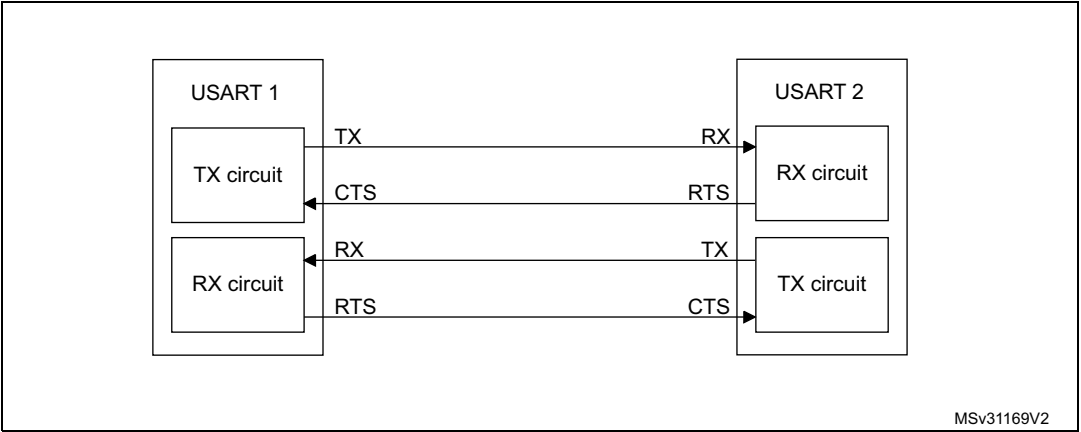 USART 1
USART 2
TX
RX
TX circuit
RX circuit
CTS
RTS
RX
TX
RX circuit
TX circuit
RTS
CTS
MSv31169V2